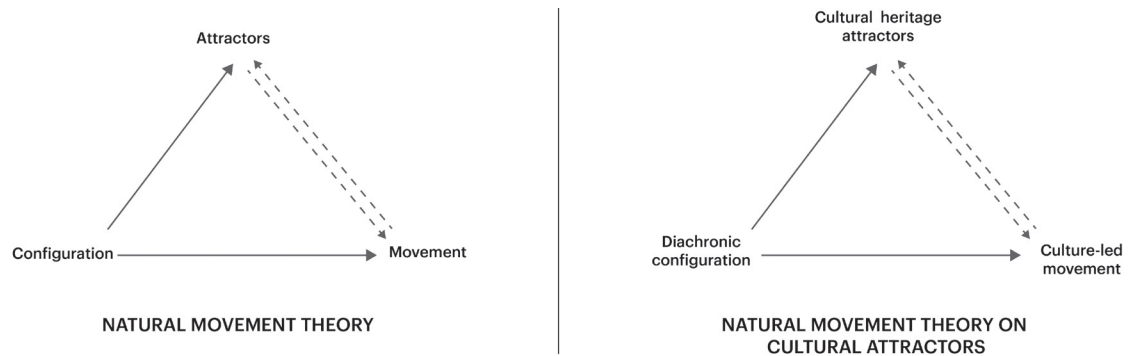 Attractors
Configuration
Movement
NATURAL MOVEMENT THEORY
Cultural heritage
attractors
Diachronic
configuration
Culture-led
movement
NATURAL MOVEMENT THEORY ON
CULTURAL ATTRACTORS